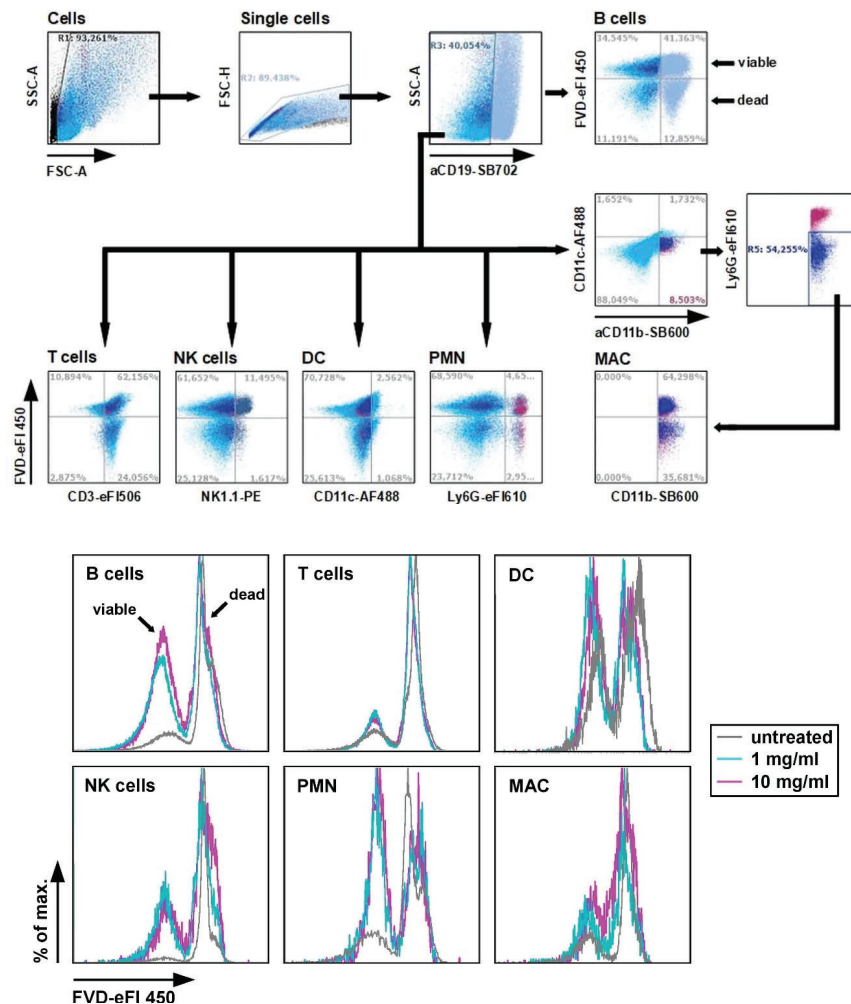 Cells
Single cells
B cells
SSC-A
R1: 93,261%
FSC-A
FSC-H
R2: 89.438%
SSC-A
R3: 40,054%
aCD19-SB702
FVD-eFl 450
34,545%
41,363%
11,191%
12,859%
viable
dead
CD11c-AF488
1,652%
1,732%
88,049%
8,503%
aCD11b-SB600
Ly6G-eFl610
R5: 54,255%
T cells
NK cells
DC
PMN
MAC
FVD-eFl 450
10,894%
62,156%
2,875%
24,056%
CD3-eFl506
61,652%
11,495%
25,128%
1,617%
NK1.1-PE
70,728%
2,562%
25,613%
1,068%
CD11c-AF488
68,590%
4,65...
23,712%
2,95...
Ly6G-eFl610
0,000%
64,298%
0,000%
35,681%
CD11b-SB600
B cells
viable
dead
T cells
DC
NK cells
PMN
MAC
untreated
1 mg/ml
10 mg/ml
% of max.
FVD-eFl 450